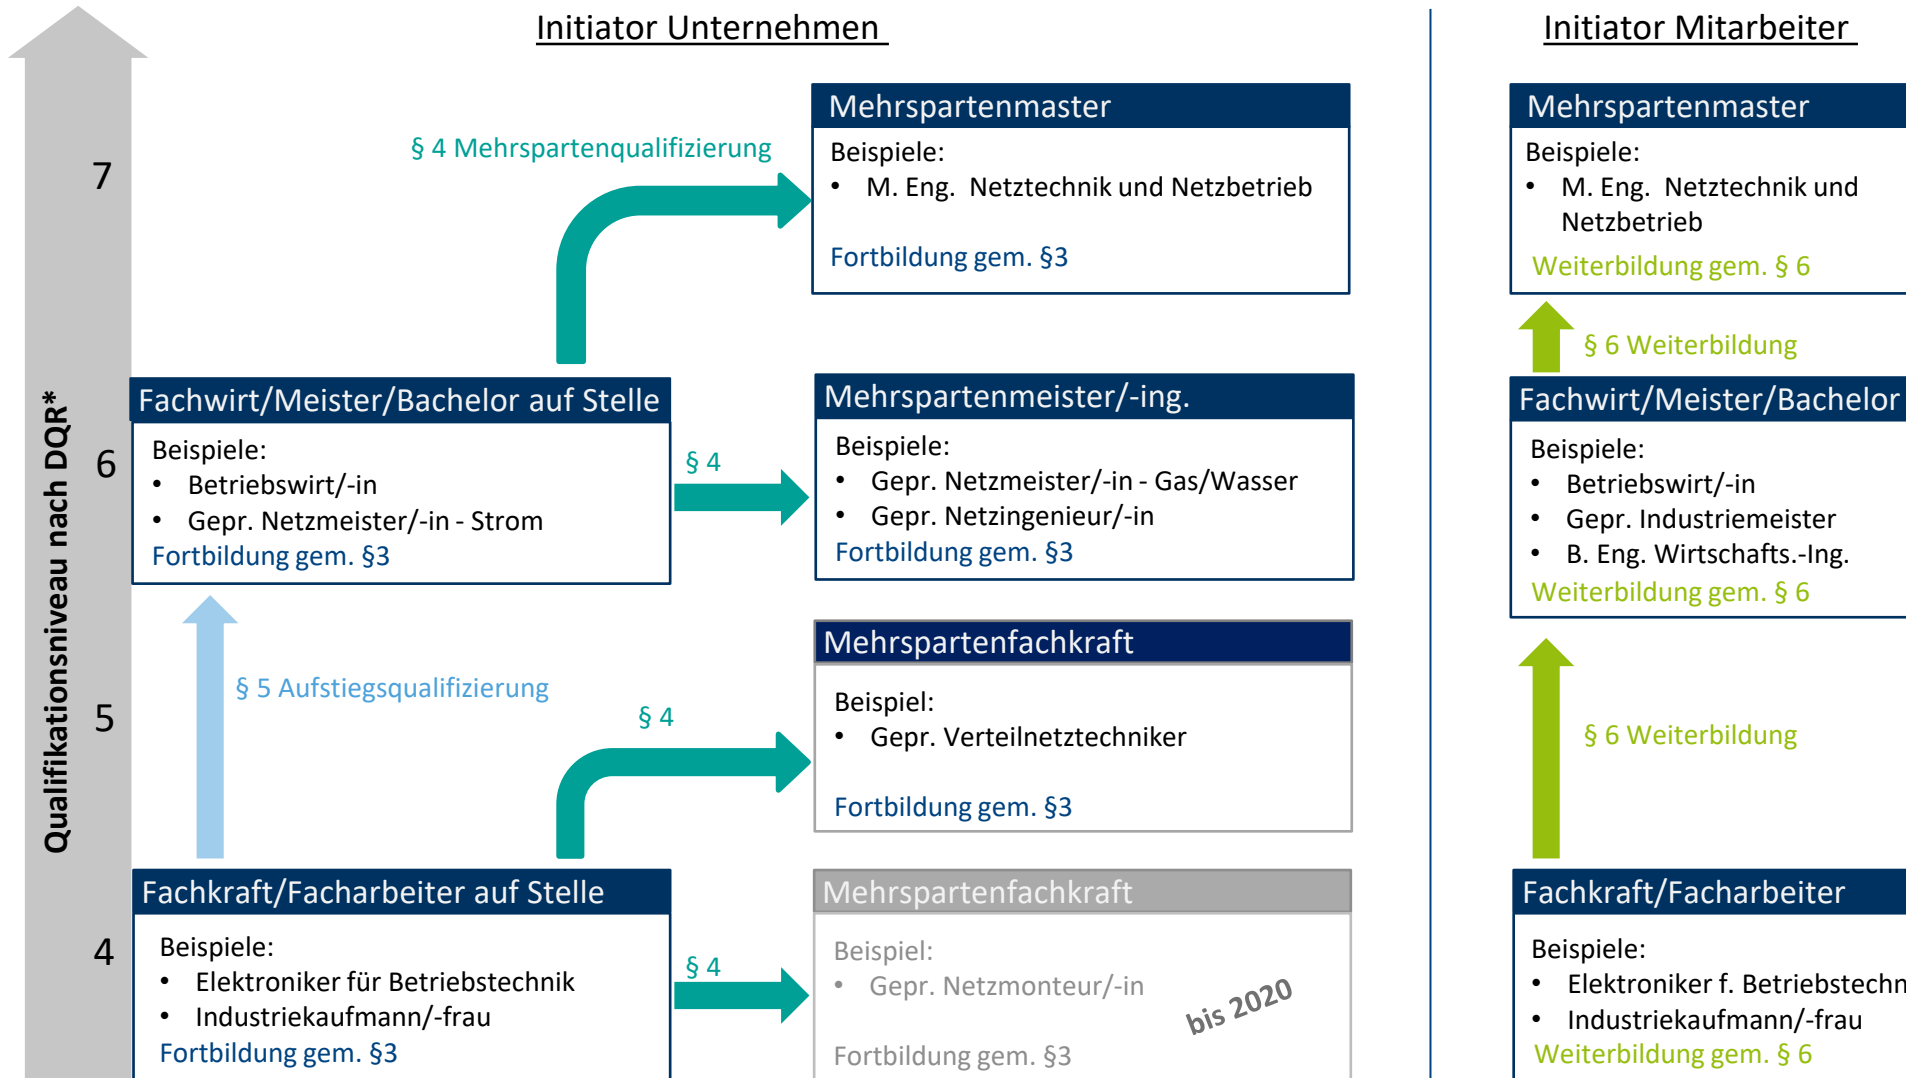 Initiator Unternehmen
Initiator Mitarbeiter
Qualifikationsniveau nach DQR*
7
6
5
4
§ 4 Mehrspartenqualifizierung
Mehrspartenmaster
Beispiele:
• M. Eng. Netztechnik und Netzbetrieb
Fortbildung gem. §3
Fachwirt/Meister/Bachelor auf Stelle
Beispiele:
• Betriebswirt/-in
• Gepr. Netzmeister/-in - Strom
Fortbildung gem. §3
§ 4
Mehrspartenmeister/-ing.
Beispiele:
• Gepr. Netzmeister/-in - Gas/Wasser
• Gepr. Netzingenieur/-in
Fortbildung gem. §3
§ 5 Aufstiegsqualifizierung
§ 4
Mehrspartenfachkraft
Beispiel:
• Gepr. Verteilnetztechniker
Fortbildung gem. §3
Fachkraft/Facharbeiter auf Stelle
Beispiele:
• Elektroniker für Betriebstechnik
• Industriekaufmann/-frau
Fortbildung gem. §3
§ 4
Mehrspartenfachkraft
Beispiel:
• Gepr. Netzmonteur/-in
bis 2020
Fortbildung gem. §3
Mehrspartenmaster
Beispiele:
• M. Eng. Netztechnik und
Netzbetrieb
Weiterbildung gem. § 6
§ 6 Weiterbildung
Fachwirt/Meister/Bachelor
Beispiele:
• Betriebswirt/-in
• Gepr. Industriemeister
• B. Eng. Wirtschafts.-Ing.
Weiterbildung gem. § 6
§ 6 Weiterbildung
Fachkraft/Facharbeiter
Beispiele:
• Elektroniker f. Betriebstechn
• Industriekaufmann/-frau
Weiterbildung gem. § 6